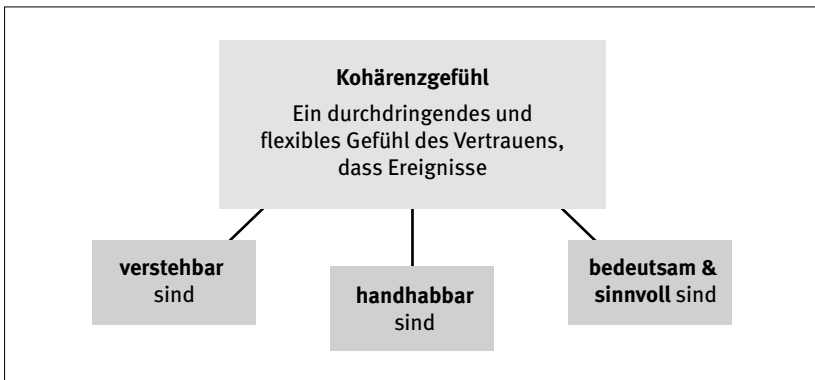 Kohärenzgefühl
Ein durchdringendes und
flexibles Gefühl des Vertrauens,
dass Ereignisse
verstehbar
sind
handhabbar
sind
bedeutsam &
sinnvoll sind